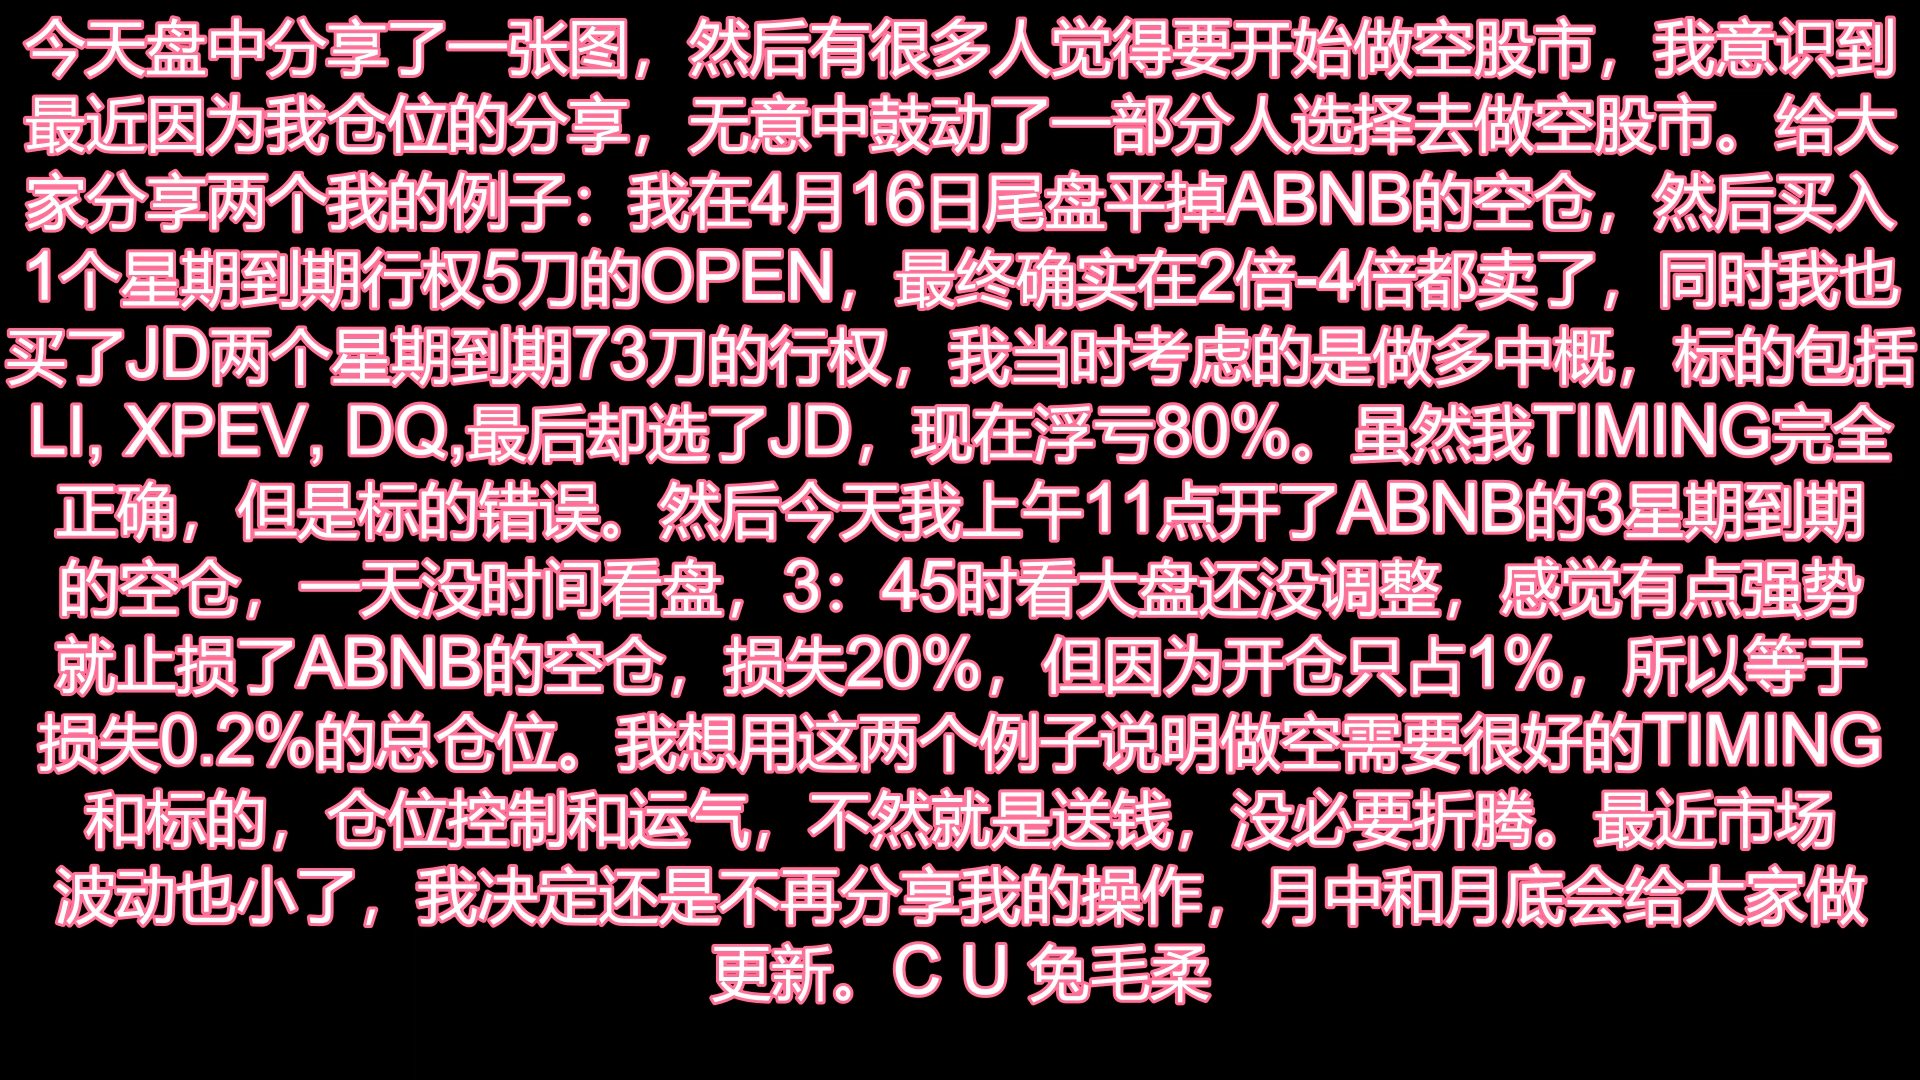 今天盘中分享了一张图，然后有很多人觉得要开始做空股市，我意识到
最近因为我仓位的分享，无意中鼓动了一部分人选择去做空股市。给大
家分享两个我的例子：我在4月16日尾盘平掉ABNB的空仓，然后买入
1个星期到期行权5刀的OPEN，最终确实在2倍-4倍都卖了，同时我也
买了JD两个星期到期73刀的行权，我当时考虑的是做多中概，标的包括
LI, XPEV, DQ,最后却选了JD，现在浮亏80%。虽然我TIMING完全
正确，但是标的错误。然后今天我上午11点开了ABNB的3星期到期
的空仓，一天没时间看盘，3：45时看大盘还没调整，感觉有点强势
就止损了ABNB的空仓，损失20%，但因为开仓只占1%，所以等于
损失0.2%的总仓位。我想用这两个例子说明做空需要很好的TIMING
和标的，仓位控制和运气，不然就是送钱，没必要折腾。最近市场
波动也小了，我决定还是不再分享我的操作，月中和月底会给大家做
更新。C U 兔毛柔